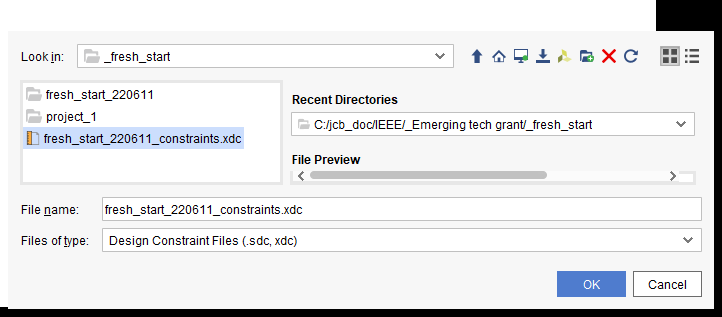 Look in:
_fresh_start
fresh_start_220611
project_1
fresh_start_220611_constraints.xdc
Recent Directories
C:/jcb_doc/IEEE/_Emerging tech grant/_fresh_start
File Preview
File name:
fresh_start_220611_constraints.xdc
Files of type:
Design Constraint Files (.sdc, xdc)
OK
Cancel